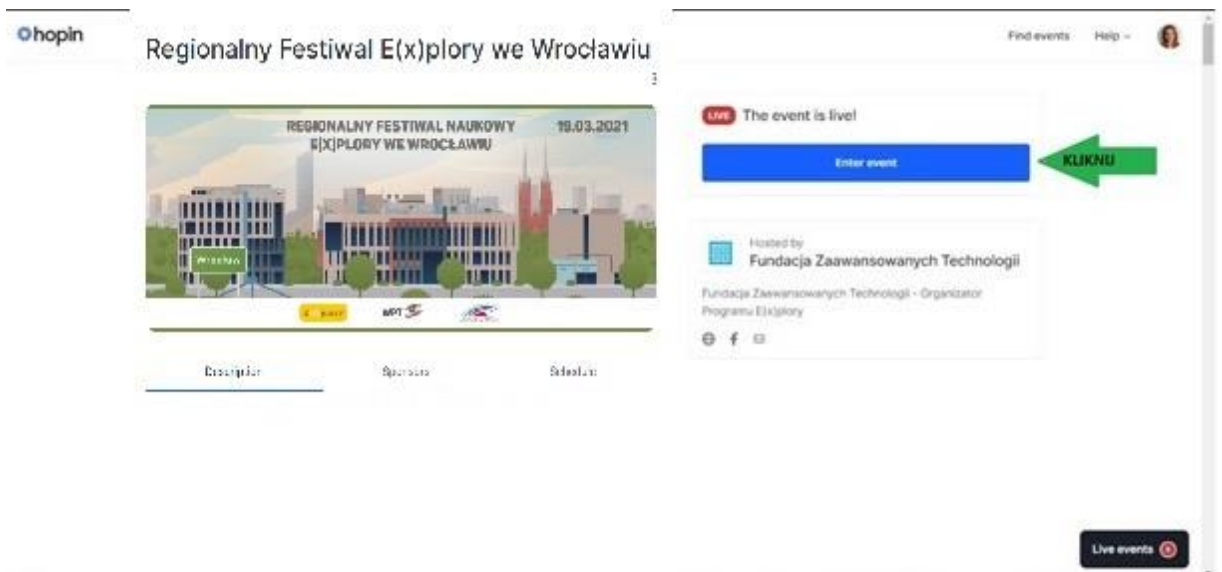 hopin
Regionalny Festiwal E(x)plory we Wrocławiu
REGIONALNY FESTIWAL NAUKOWY
E(X)PLORY WE WROCŁAWIU
19.03.2021
Wrocław
WPT
Description
Sponsors
Schedule
Find events
Help
LIVE
The event is live!
Enter event
KLIKNIJ
Hosted by
Fundacja Zaawansowanych Technologii
Fundacja Zaawansowanych Technologii - Organizator
Programu E(x)plory
Live events